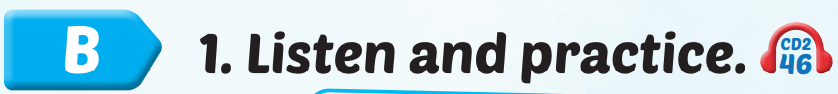 B 1. Listen and practice. CD2
46